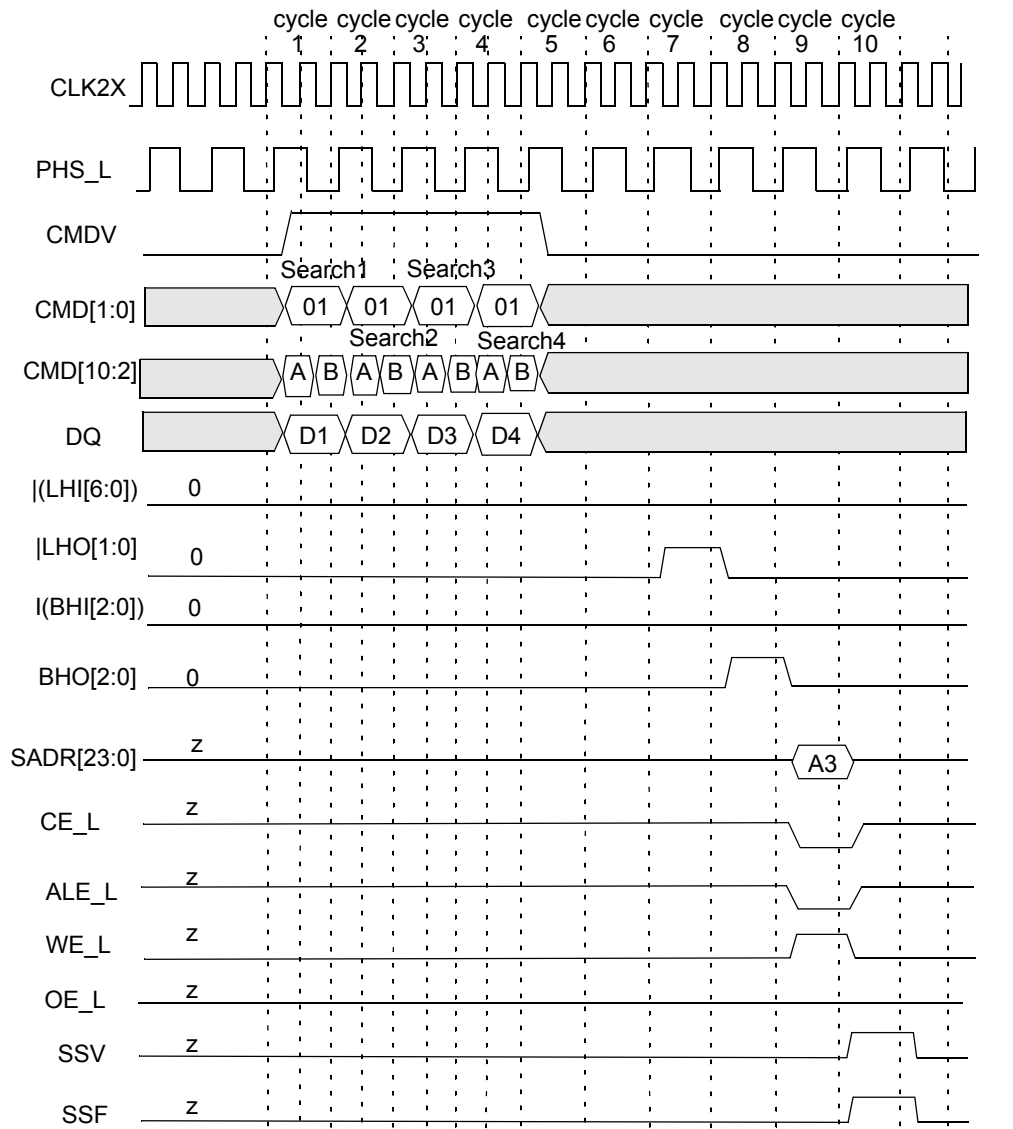 cycle cycle cycle cycle cycle cycle cycle cycle cycle cycle
1 2 3 4 5 6 7 8 9 10
CLK2X
PHS_L
CMDV
Search1 Search3
CMD[1:0] 01 01 01 01
Search2 Search4
CMD[10:2] A B A B A B A B
DQ D1 D2 D3 D4
|(LHI[6:0]) 0
|LHO[1:0] 0
I(BHI[2:0]) 0
BHO[2:0] 0
SADR[23:0] z A3
CE_L z
ALE_L z
WE_L z
OE_L z
SSV z
SSF z